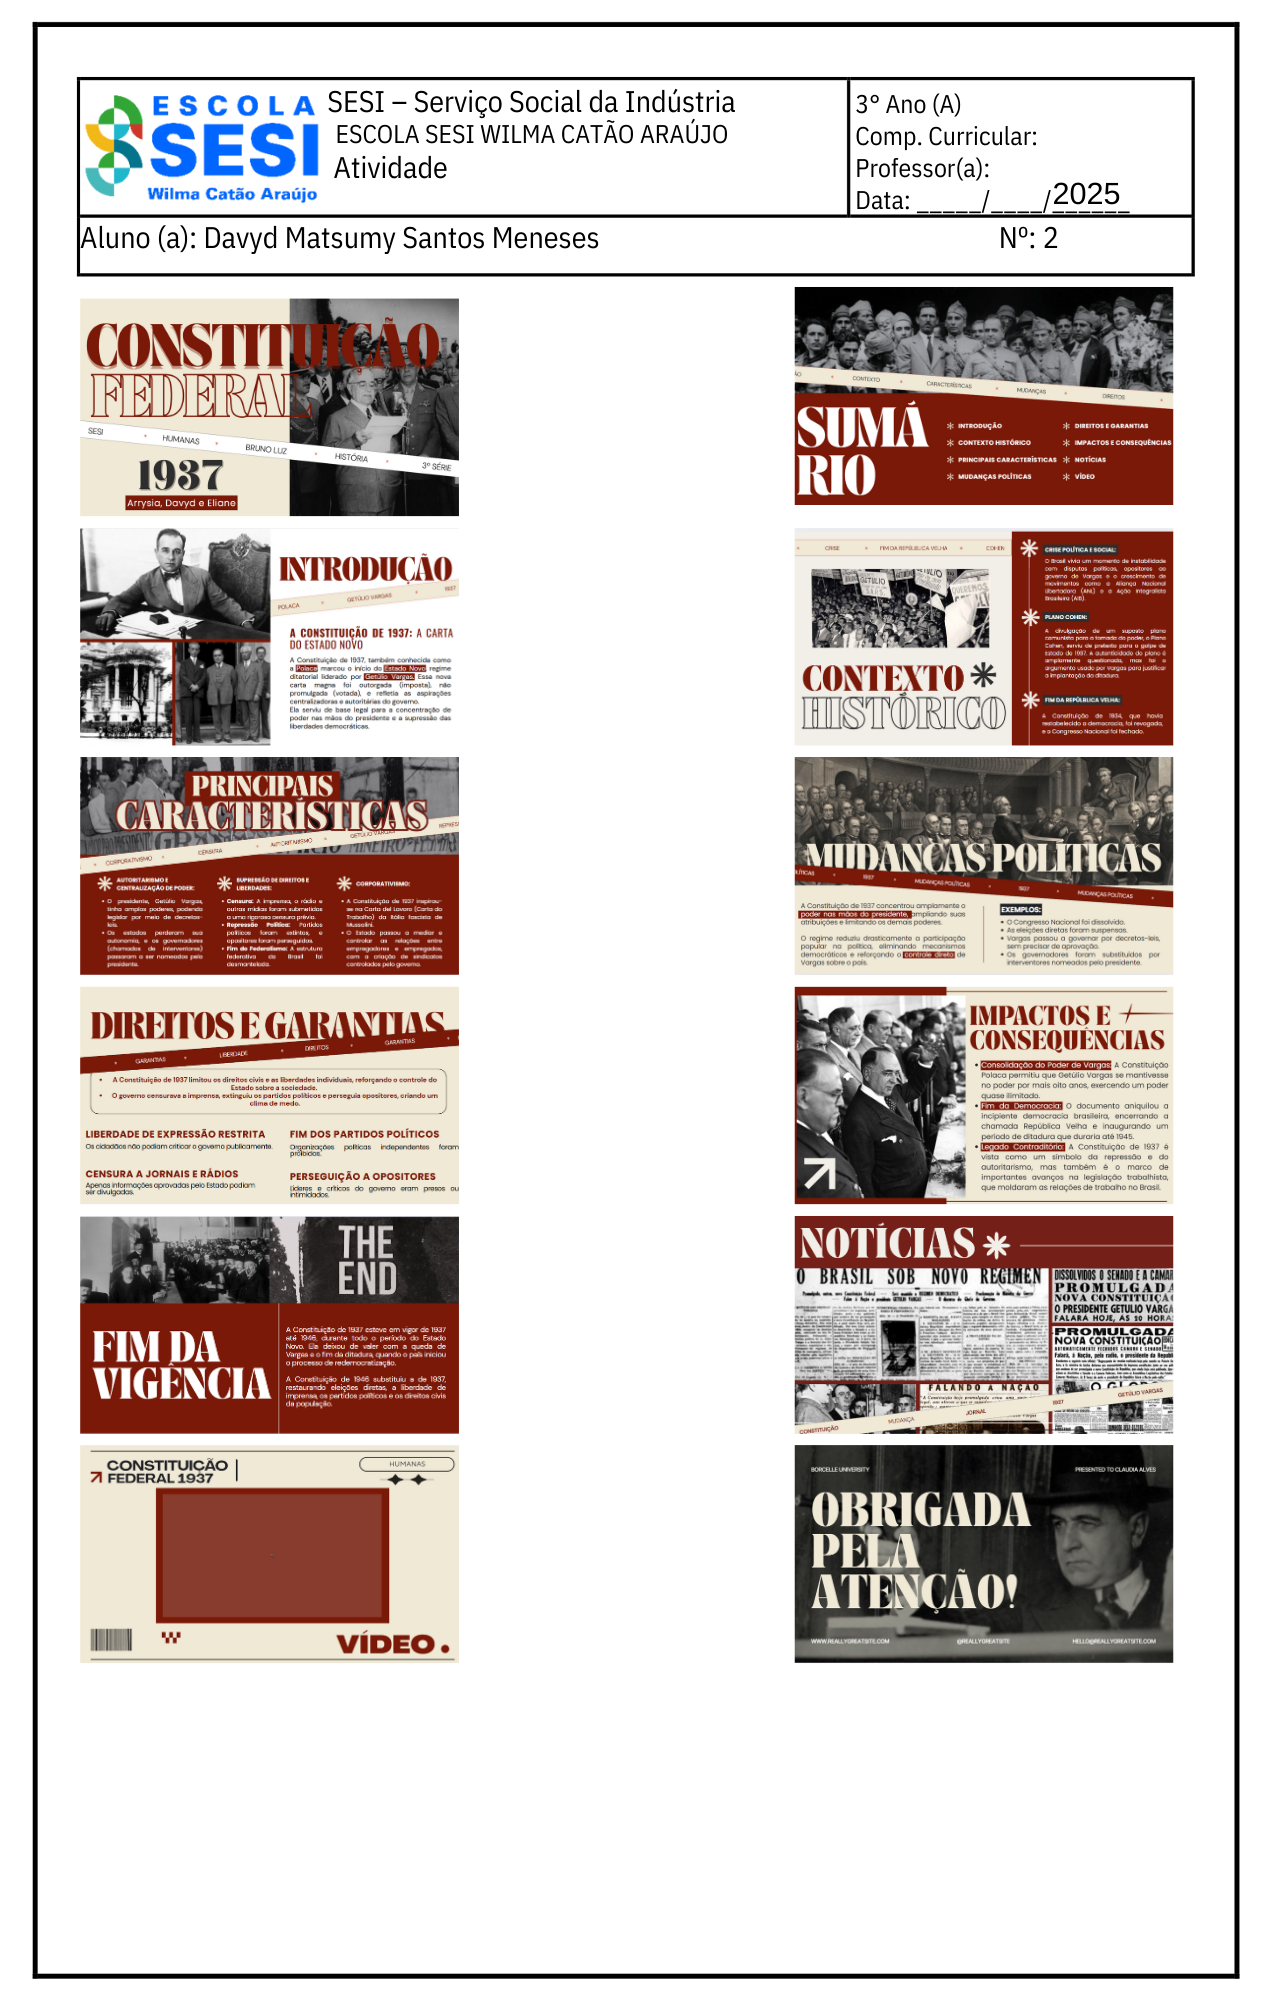 ESCOLA
SESI
Wilma Catão Araújo
SESI – Serviço Social da Indústria
ESCOLA SESI WILMA CATÃO ARAÚJO
Atividade
3° Ano (A)
Comp. Curricular:
Professor(a):
Data: _____/____/2025
Aluno (a): Davyd Matsumy Santos Meneses Nº: 2
CONSTITUIÇÃO
FEDERAL
SESI HUMANAS BRUNO LUZ HISTÓRIA 3º SÉRIE
1937
Arrysia, Davyd e Eliane
CONTEXTO CARACTERÍSTICAS MUDANÇAS DIREITOS
SUMÁ
RIO
INTRODUÇÃO
CONTEXTO HISTÓRICO
PRINCIPAIS CARACTERÍSTICAS
MUDANÇAS POLÍTICAS
DIREITOS E GARANTIAS
IMPACTOS E CONSEQUÊNCIAS
NOTÍCIAS
VÍDEO
INTRODUÇÃO
POLACA GETÚLIO VARGAS 1937
A CONSTITUIÇÃO DE 1937: A CARTA
DO ESTADO NOVO
A Constituição de 1937, também conhecida como
a Polaca marcou o início do Estado Novo regime
ditatorial liderado por Getúlio Vargas. Essa nova
carta magna foi outorgada (imposta), não
promulgada (votada), e refletia as aspirações
centralizadoras e autoritárias do governo.
Ela serviu de base legal para a concentração de
poder nas mãos do presidente e a supressão das
liberdades democráticas.
CRISE FIM DA REPÚBLICA VELHA COHEN
CONTEXTO
HISTÓRICO
CRISE POLÍTICA E SOCIAL:
O Brasil vivia um momento de instabilidade
com disputas políticas, opositores ao
governo de Vargas e o crescimento de
movimentos como a Aliança Nacional
Libertadora (ANL) e a Ação Integralista
Brasileira (AIB).
PLANO COHEN:
A divulgação de um suposto plano
comunista para a tomada do poder, o Plano
Cohen, serviu de pretexto para o golpe de
Estado de 1937. A autenticidade do plano é
amplamente questionada, mas foi o
argumento usado por Vargas para justificar
a implantação da ditadura.
FIM DA REPÚLBLICA VELHA:
A Constituição de 1934, que havia
restabelecido a democracia, foi revogada,
e o Congresso Nacional foi fechado.
PRINCIPAIS
CARACTERÍSTICAS
CORPORATIVISMO CENSURA AUTORITARISMO GETÚLIO VARGAS
AUTORITARISMO E
CENTRALIZAÇÃO DE PODER:
O presidente, Getúlio Vargas,
tinha amplos poderes, podendo
legislar por meio de decretos-
leis.
Os estados perderam sua
autonomia, e os governadores
(chamados de interventores)
passaram a ser nomeados pelo
presidente.
SUPRESSÃO DE DIREITOS E
LIBERDADES:
Censura: A imprensa, o rádio e
outras mídias foram submetidos
a uma rigorosa censura prévia.
Repressão Política: Partidos
políticos foram extintos, e
opositores foram perseguidos.
Fim do Federalismo: A estrutura
federativa do Brasil foi
desmantelada.
CORPORATIVISMO:
A Constituição de 1937 inspirou-
se na Carta del Lavoro (Carta do
Trabalho) da Itália fascista de
Mussolini.
O Estado passou a mediar e
controlar as relações entre
empregadores e empregados,
com a criação de sindicatos
controlados pelo governo.
MUDANÇAS POLÍTICAS
1937 MUDANÇAS POLÍTICAS 1937 MUDANÇAS POLÍTICAS
A Constituição de 1937 concentrou amplamente o
poder nas mãos do presidente, ampliando suas
atribuições e limitando os demais poderes.
O regime reduziu drasticamente a participação
popular na política, eliminando mecanismos
democráticos e reforçando o controle direto de
Vargas sobre o país.
EXEMPLOS:
O Congresso Nacional foi dissolvido.
As eleições diretas foram suspensas.
Vargas passou a governar por decretos-leis,
sem precisar de aprovação.
Os governadores foram substituídos por
interventores nomeados pelo presidente.
DIREITOS E GARANTIAS
GARANTIAS LIBERDADE DIREITOS GARANTIAS
A Constituição de 1937 limitou os direitos civis e as liberdades individuais, reforçando o controle do
Estado sobre a sociedade.
O governo censurava a imprensa, extinguiu os partidos políticos e perseguia opositores, criando um
clima de medo.
LIBERDADE DE EXPRESSÃO RESTRITA
Os cidadãos não podiam criticar o governo publicamente.
CENSURA A JORNAIS E RÁDIOS
Apenas informações aprovadas pelo Estado podiam
ser divulgadas.
FIM DOS PARTIDOS POLÍTICOS
Organizações políticas independentes foram
proibidas.
PERSEGUIÇÃO A OPOSITORES
Líderes e críticos do governo eram presos ou
intimidados.
IMPACTOS E
CONSEQUÊNCIAS
Consolidação do Poder de Vargas: A Constituição
Polaca permitiu que Getúlio Vargas se mantivesse
no poder por mais oito anos, exercendo um poder
quase ilimitado.
Fim da Democracia: O documento aniquilou a
incipiente democracia brasileira, encerrando a
chamada República Velha e inaugurando um
período de ditadura que duraria até 1945.
Legado Contraditório: A Constituição de 1937 é
vista como um símbolo da repressão e do
autoritarismo, mas também é o marco de
importantes avanços na legislação trabalhista,
que moldaram as relações de trabalho no Brasil.
THE
END
FIM DA
VIGÊNCIA
A Constituição de 1937 esteve em vigor de 1937
até 1946, durante todo o período do Estado
Novo. Ela deixou de valer com a queda de
Vargas e o fim da ditadura, quando o país iniciou
o processo de redemocratização.
A Constituição de 1946 substituiu a de 1937,
restaurando eleições diretas, a liberdade de
imprensa, os partidos políticos e os direitos civis
da população.
NOTÍCIAS
O BRASIL SOB NOVO REGIMEN
DISSOLVIDOS O SENADO E A CAMAR
PROMULGADA
NOVA CONSTITUIÇÃ
O PRESIDENTE GETULIO VARGA
FALARA HOJE, AS 20 HORA
PROMULGADA
NOVA CONSTITUIÇÃO
FALANDO A NAÇÃO
CONSTITUIÇÃO MUDANÇA JORNAL 1937 GETÚLIO VARGAS
CONSTITUIÇÃO
FEDERAL 1937
HUMANAS
VÍDEO.
BORCELLE UNIVERSITY PRESENTED TO CLAUDIA ALVES
OBRIGADA
PELA
ATENÇÃO!
WWW.REALLYGREATSITE.COM @REALLYGREATSITE HELLO@REALLYGREATSITE.COM